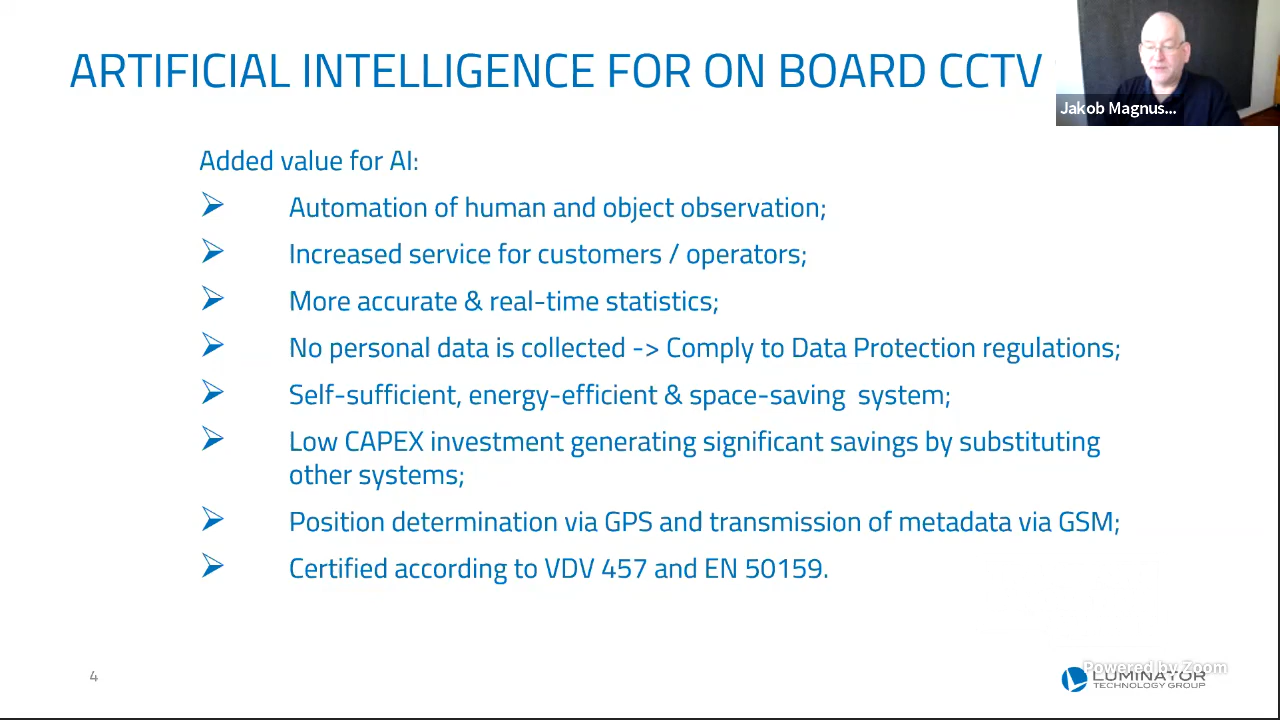 ARTIFICIAL INTELLIGENCE FOR ON BOARD CCTV
Jakob Magnus...
Added value for AI:
Automation of human and object observation;
Increased service for customers / operators;
More accurate & real-time statistics;
No personal data is collected -> Comply to Data Protection regulations;
Self-sufficient, energy-efficient & space-saving  system;
Low CAPEX investment generating significant savings by substituting
other systems;
Position determination via GPS and transmission of metadata via GSM;
Certified according to VDV 457 and EN 50159.
4
Powered by Zoom
LUMINATOR
TECHNOLOGY GROUP